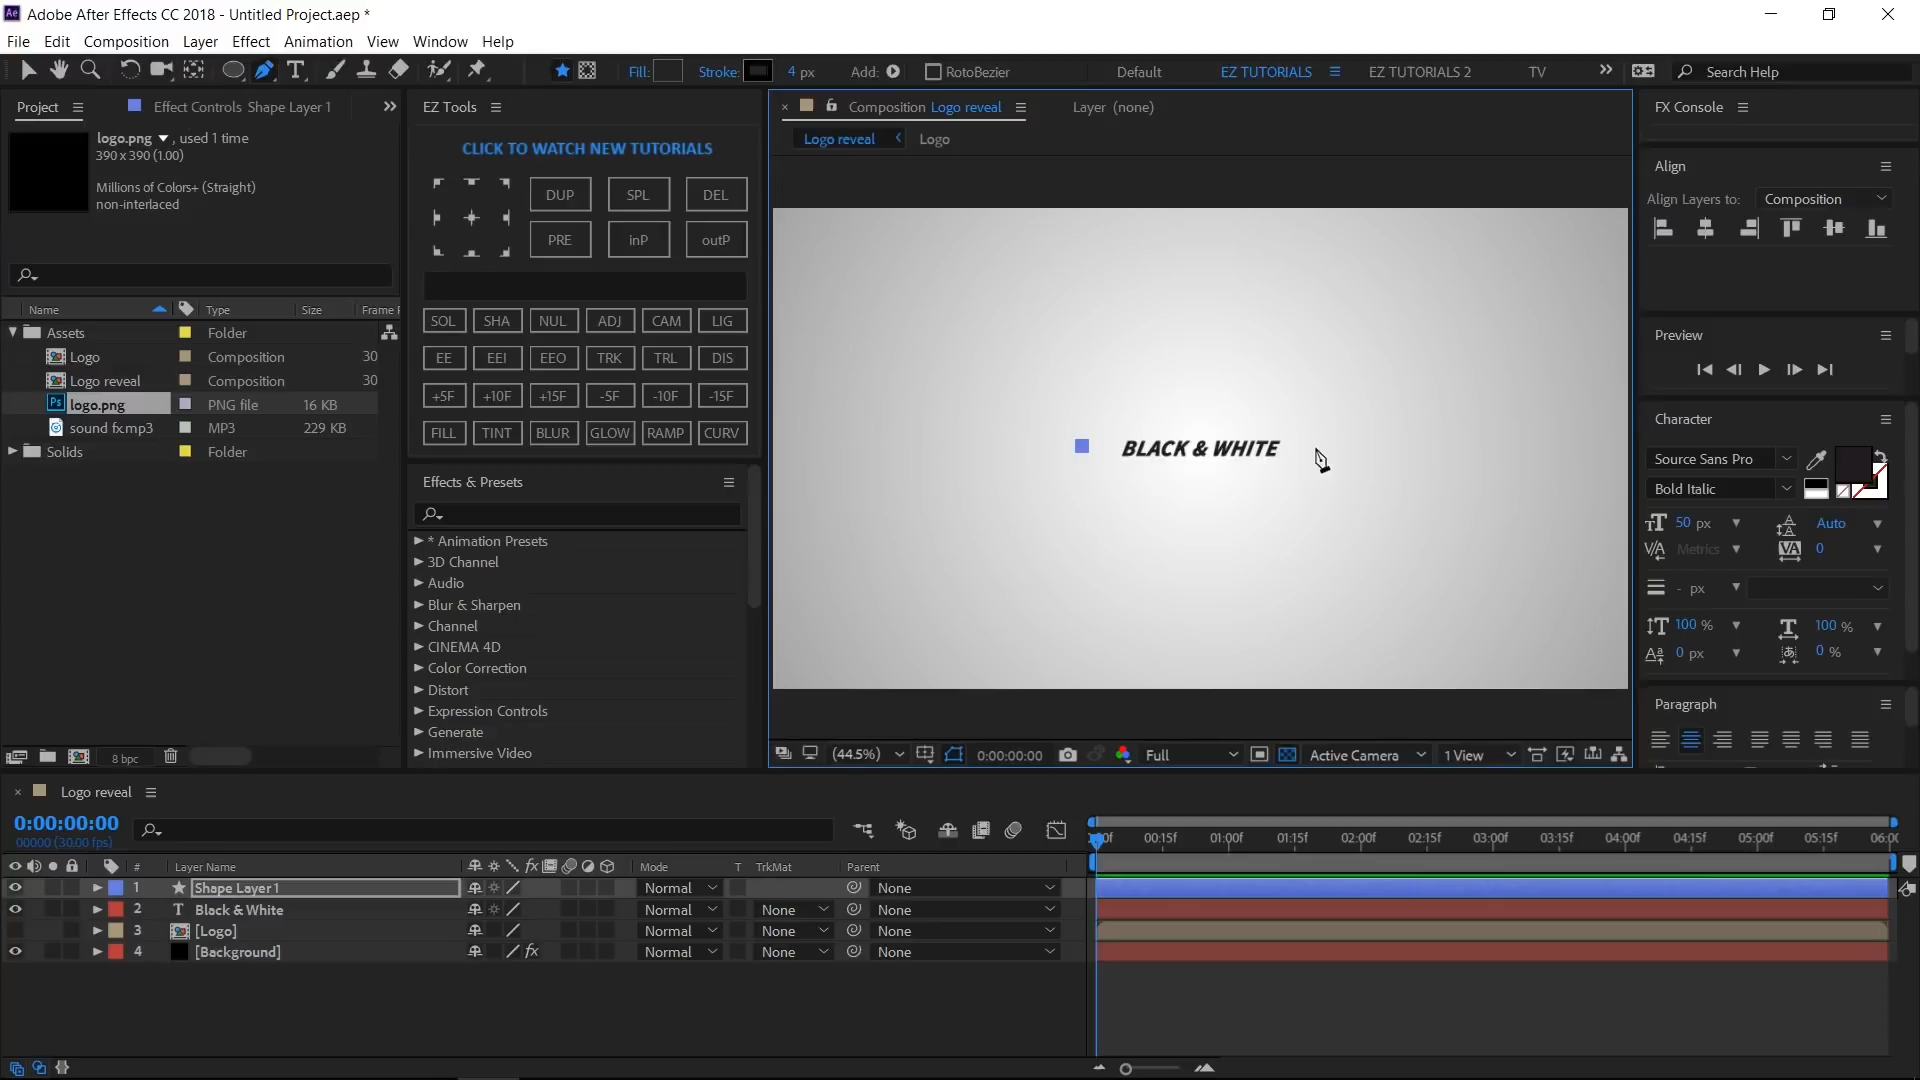 Adobe After Effects CC 2018 - Untitled Project.aep *
File Edit Composition Layer Effect Animation View Window Help
Fill: Stroke: 4 px Add: RotoBezier Default EZ TUTORIALS EZ TUTORIALS 2 TV Search Help
Project Effect Controls Shape Layer 1
logo.png , used 1 time
390 x 390 (1.00)
Millions of Colors+ (Straight)
non-interlaced
Name Type Size Frame F
Assets Folder
Logo Composition 30
Logo reveal Composition 30
logo.png PNG file 16 KB
sound fx.mp3 MP3 229 KB
Solids Folder
8 bpc
EZ Tools
CLICK TO WATCH NEW TUTORIALS
DUP SPL DEL
PRE inP outP
SOL SHA NUL ADJ CAM LIG
EE EEI EEO TRK TRL DIS
+5F +10F +15F -5F -10F -15F
FILL TINT BLUR GLOW RAMP CURV
Effects & Presets
* Animation Presets
3D Channel
Audio
Blur & Sharpen
Channel
CINEMA 4D
Color Correction
Distort
Expression Controls
Generate
Immersive Video
Composition Logo reveal Layer (none)
Logo reveal Logo
BLACK & WHITE
(44.5%) 0:00:00:00 Full Active Camera 1 View
FX Console
Align
Align Layers to: Composition
Preview
Character
Source Sans Pro
Bold Italic
50 px Auto
Metrics 0
- px
100 % 100 %
0 px 0 %
Paragraph
Logo reveal
0:00:00:00
00000 (30.00 fps)
00f 00:15f 01:00f 01:15f 02:00f 02:15f 03:00f 03:15f 04:00f 04:15f 05:00f 05:15f 06:00
# Layer Name fx Mode T TrkMat Parent
1 Shape Layer 1 Normal None
2 T Black & White Normal None None
3 [Logo] Normal None None
4 [Background] fx Normal None None